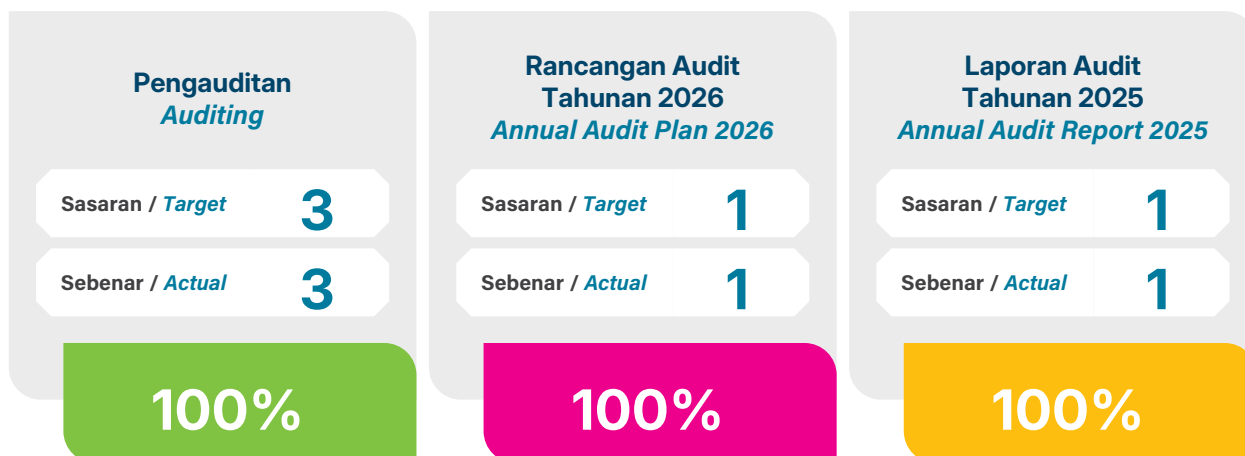 Pengauditan
Auditing
Sasaran / Target 3
Sebenar / Actual 3
100%
Rancangan Audit
Tahunan 2026
Annual Audit Plan 2026
Sasaran / Target 1
Sebenar / Actual 1
100%
Laporan Audit
Tahunan 2025
Annual Audit Report 2025
Sasaran / Target 1
Sebenar / Actual 1
100%